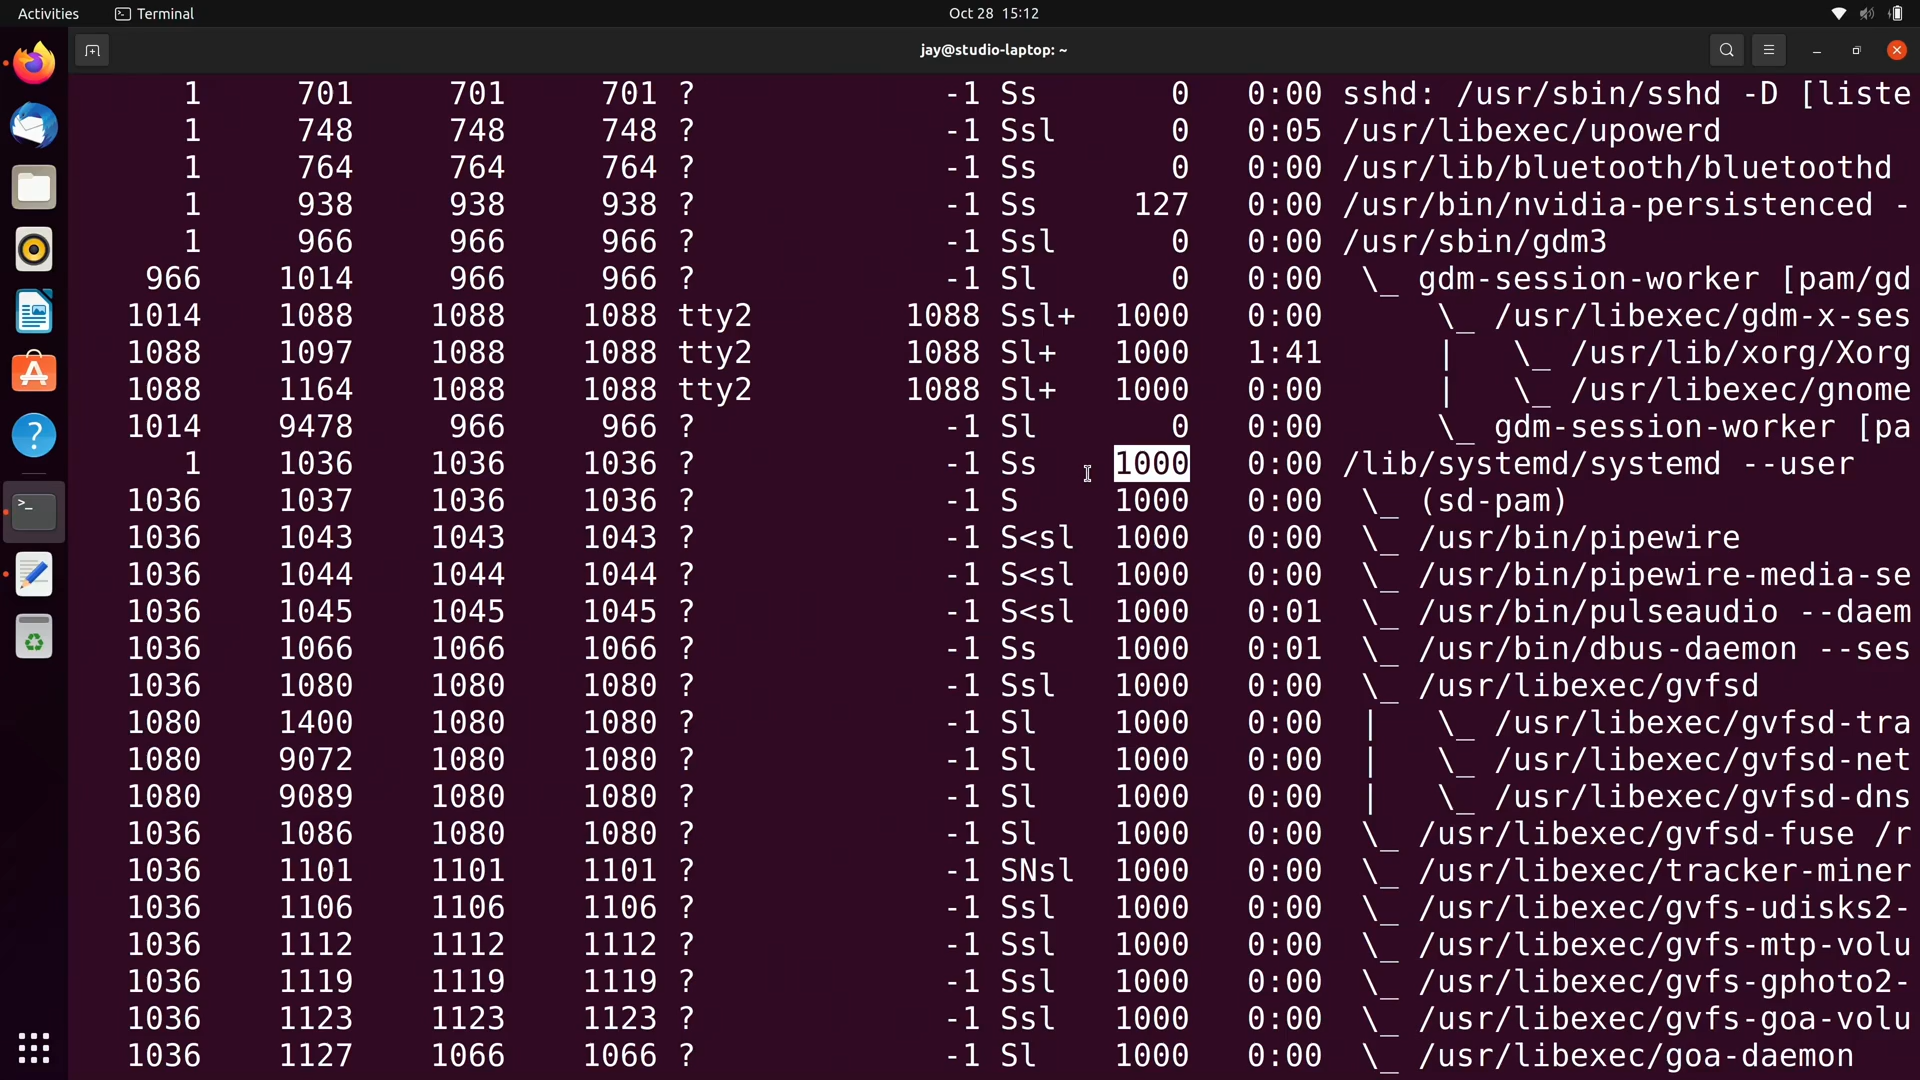 Activities Terminal Oct 28 15:12
jay@studio-laptop: ~
1 701 701 701 ? -1 Ss 0 0:00 sshd: /usr/sbin/sshd -D [liste
1 748 748 748 ? -1 Ssl 0 0:05 /usr/libexec/upowerd
1 764 764 764 ? -1 Ss 0 0:00 /usr/lib/bluetooth/bluetoothd
1 938 938 938 ? -1 Ss 127 0:00 /usr/bin/nvidia-persistenced -
1 966 966 966 ? -1 Ssl 0 0:00 /usr/sbin/gdm3
966 1014 966 966 ? -1 Sl 0 0:00 \_ gdm-session-worker [pam/gd
1014 1088 1088 1088 tty2 1088 Ssl+ 1000 0:00 \_ /usr/libexec/gdm-x-ses
1088 1097 1088 1088 tty2 1088 Sl+ 1000 1:41 | \_ /usr/lib/xorg/Xorg
1088 1164 1088 1088 tty2 1088 Sl+ 1000 0:00 | \_ /usr/libexec/gnome
1014 9478 966 966 ? -1 Sl 0 0:00 \_ gdm-session-worker [pa
1 1036 1036 1036 ? -1 Ss 1000 0:00 /lib/systemd/systemd --user
1036 1037 1036 1036 ? -1 S 1000 0:00 \_ (sd-pam)
1036 1043 1043 1043 ? -1 S<sl 1000 0:00 \_ /usr/bin/pipewire
1036 1044 1044 1044 ? -1 S<sl 1000 0:00 \_ /usr/bin/pipewire-media-se
1036 1045 1045 1045 ? -1 S<sl 1000 0:01 \_ /usr/bin/pulseaudio --daem
1036 1066 1066 1066 ? -1 Ss 1000 0:01 \_ /usr/bin/dbus-daemon --ses
1036 1080 1080 1080 ? -1 Ssl 1000 0:00 \_ /usr/libexec/gvfsd
1080 1400 1080 1080 ? -1 Sl 1000 0:00 | \_ /usr/libexec/gvfsd-tra
1080 9072 1080 1080 ? -1 Sl 1000 0:00 | \_ /usr/libexec/gvfsd-net
1080 9089 1080 1080 ? -1 Sl 1000 0:00 | \_ /usr/libexec/gvfsd-dns
1036 1086 1080 1080 ? -1 Sl 1000 0:00 \_ /usr/libexec/gvfsd-fuse /r
1036 1101 1101 1101 ? -1 SNsl 1000 0:00 \_ /usr/libexec/tracker-miner
1036 1106 1106 1106 ? -1 Ssl 1000 0:00 \_ /usr/libexec/gvfs-udisks2-
1036 1112 1112 1112 ? -1 Ssl 1000 0:00 \_ /usr/libexec/gvfs-mtp-volu
1036 1119 1119 1119 ? -1 Ssl 1000 0:00 \_ /usr/libexec/gvfs-gphoto2-
1036 1123 1123 1123 ? -1 Ssl 1000 0:00 \_ /usr/libexec/gvfs-goa-volu
1036 1127 1066 1066 ? -1 Sl 1000 0:00 \_ /usr/libexec/goa-daemon